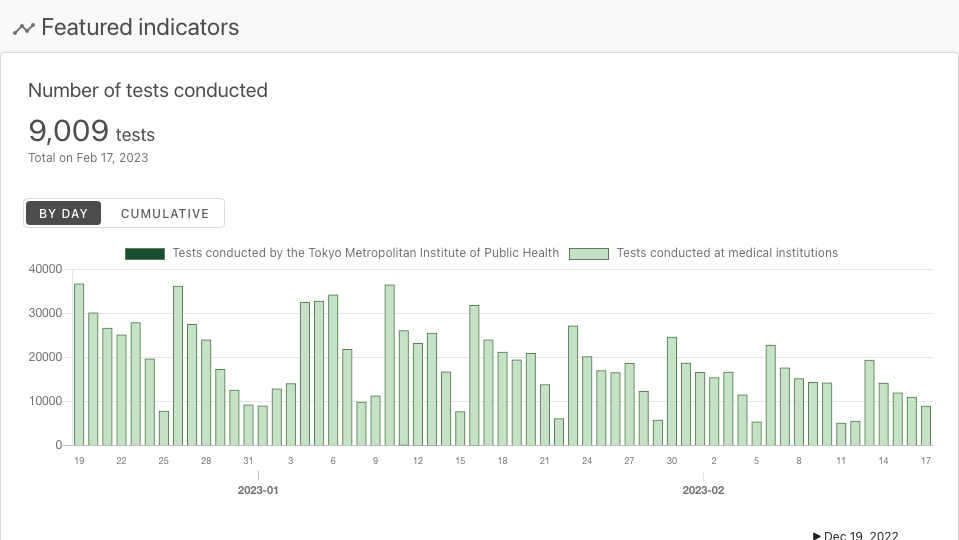 Featured indicators
Number of tests conducted
9,009 tests
Total on Feb 17, 2023
BY DAY CUMULATIVE
Tests conducted by the Tokyo Metropolitan Institute of Public Health Tests conducted at medical institutions
40000
30000
20000
10000
0
19 22 25 28 31 3 6 9 12 15 18 21 24 27 30 2 5 8 11 14 17
2023-01 2023-02
▶ Dec 19, 2022